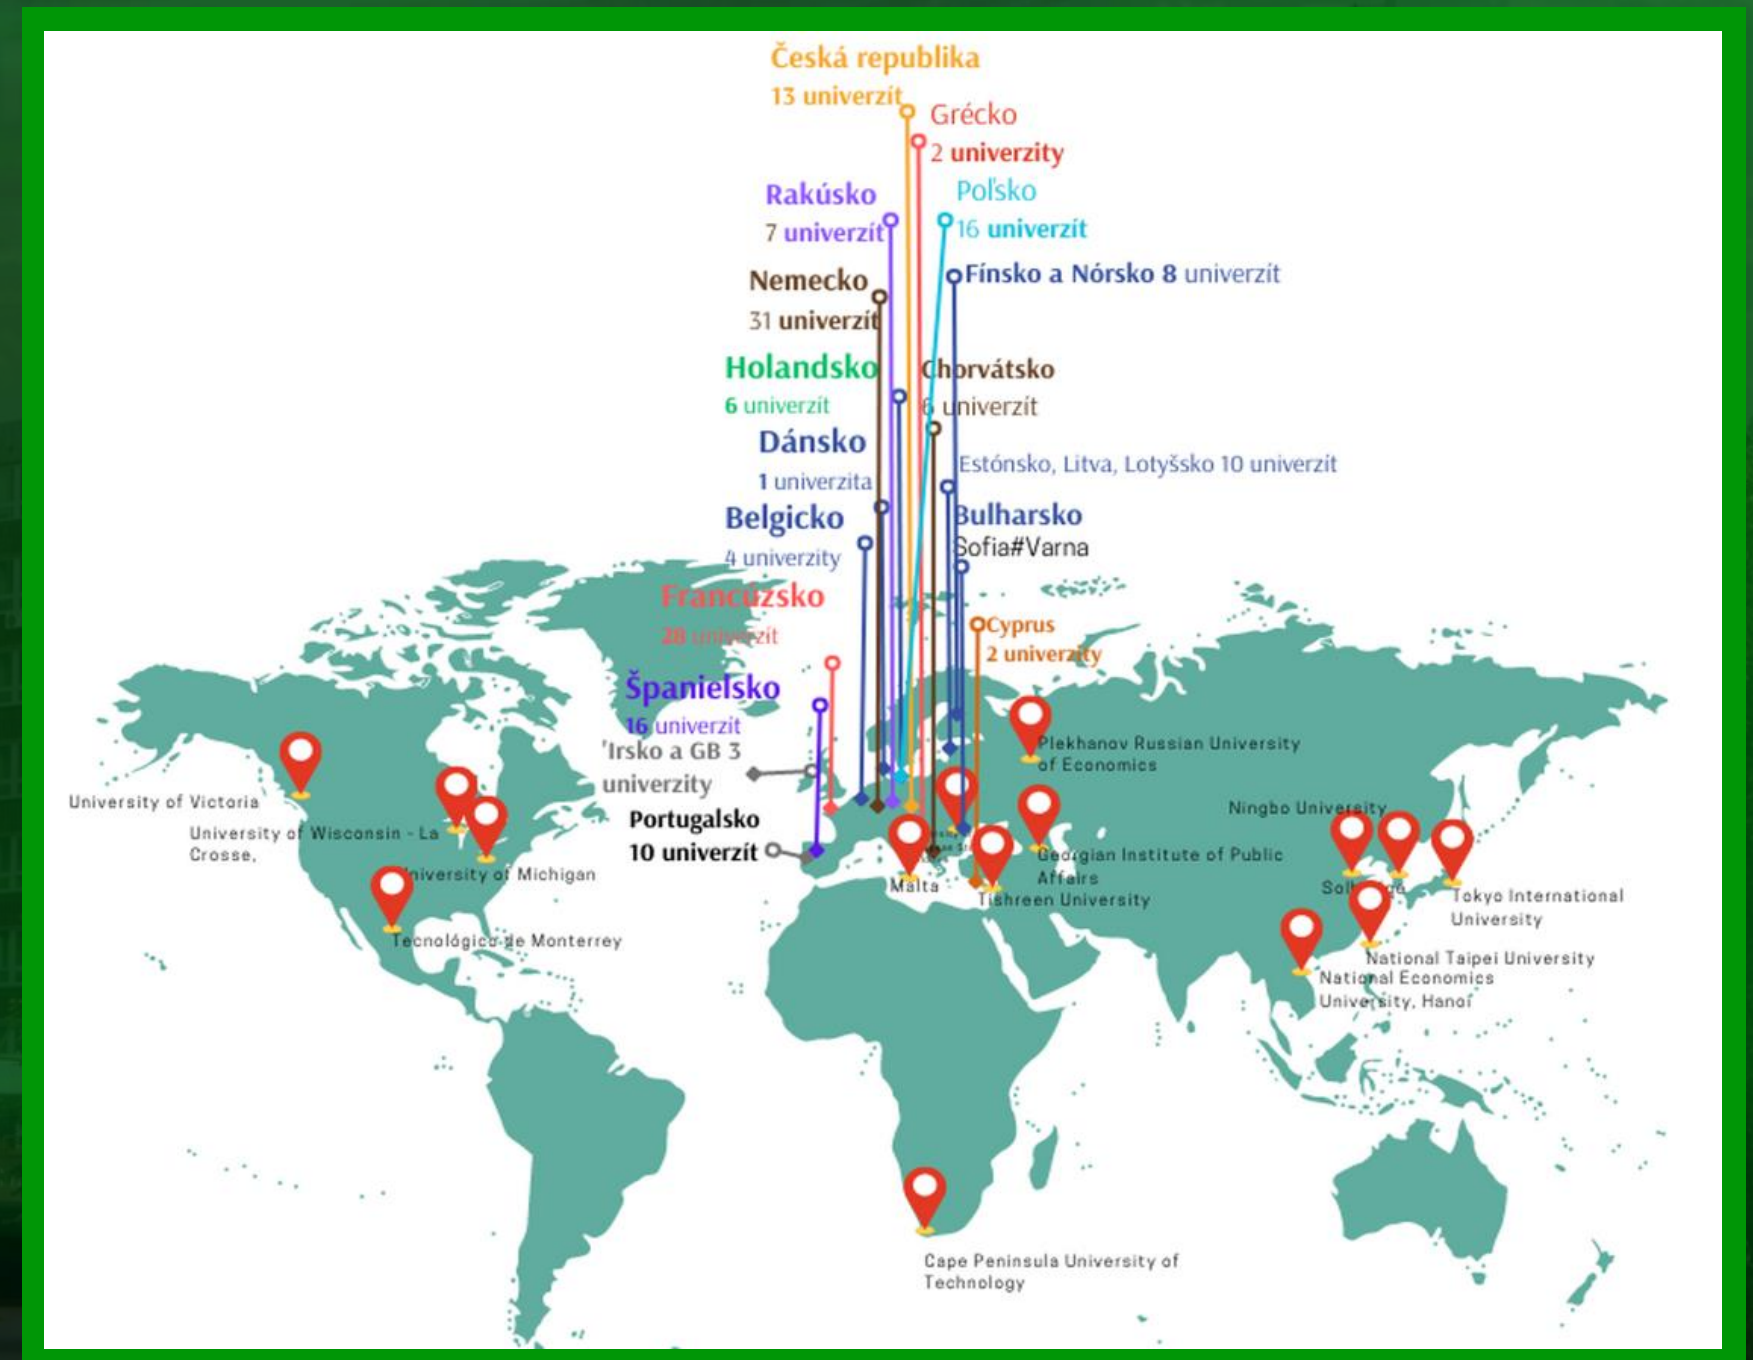 Česká republika
13 univerzít
Grécko
2 univerzity
Rakúsko
7 univerzít
Poľsko
16 univerzít
Nemecko
31 univerzít
Fínsko a Nórsko 8 univerzít
Holandsko
6 univerzít
Chorvátsko
6 univerzít
Dánsko
1 univerzita
Estónsko, Litva, Lotyšsko 10 univerzít
Belgicko
4 univerzity
Bulharsko
Sofia#Varna
Francúzsko
28 univerzít
Cyprus
2 univerzity
Španielsko
16 univerzít
'Irsko a GB 3
univerzity
Portugalsko
10 univerzít
Plekhanov Russian University
of Economics
University of Victoria
University of Wisconsin - La
Crosse,
University of Michigan
Tecnológico de Monterrey
Malta
Georgian Institute of Public
Affairs
Tishreen University
Ningbo University
Tokyo International
University
National Taipei University
National Economics
University, Hanoi
Cape Peninsula University of
Technology